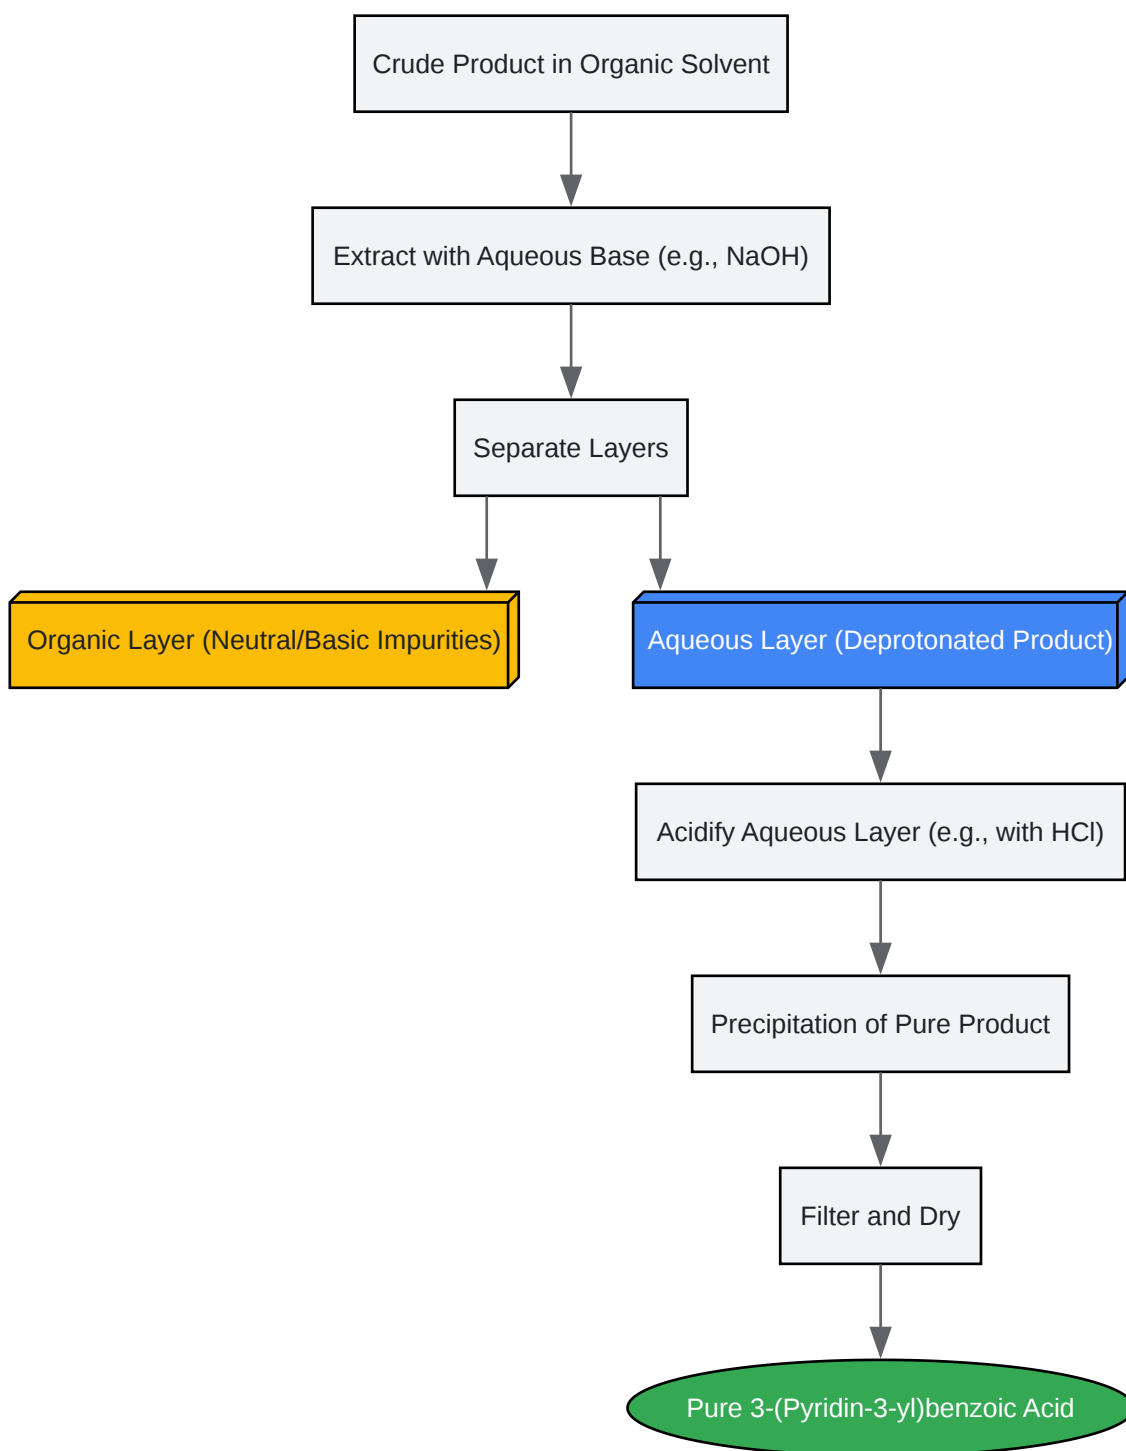 Crude Product in Organic Solvent
Extract with Aqueous Base (e.g., NaOH)
Separate Layers
Organic Layer (Neutral/Basic Impurities)
Aqueous Layer (Deprotonated Product)
Acidify Aqueous Layer (e.g., with HCl)
Precipitation of Pure Product
Filter and Dry
Pure 3-(Pyridin-3-yl)benzoic Acid